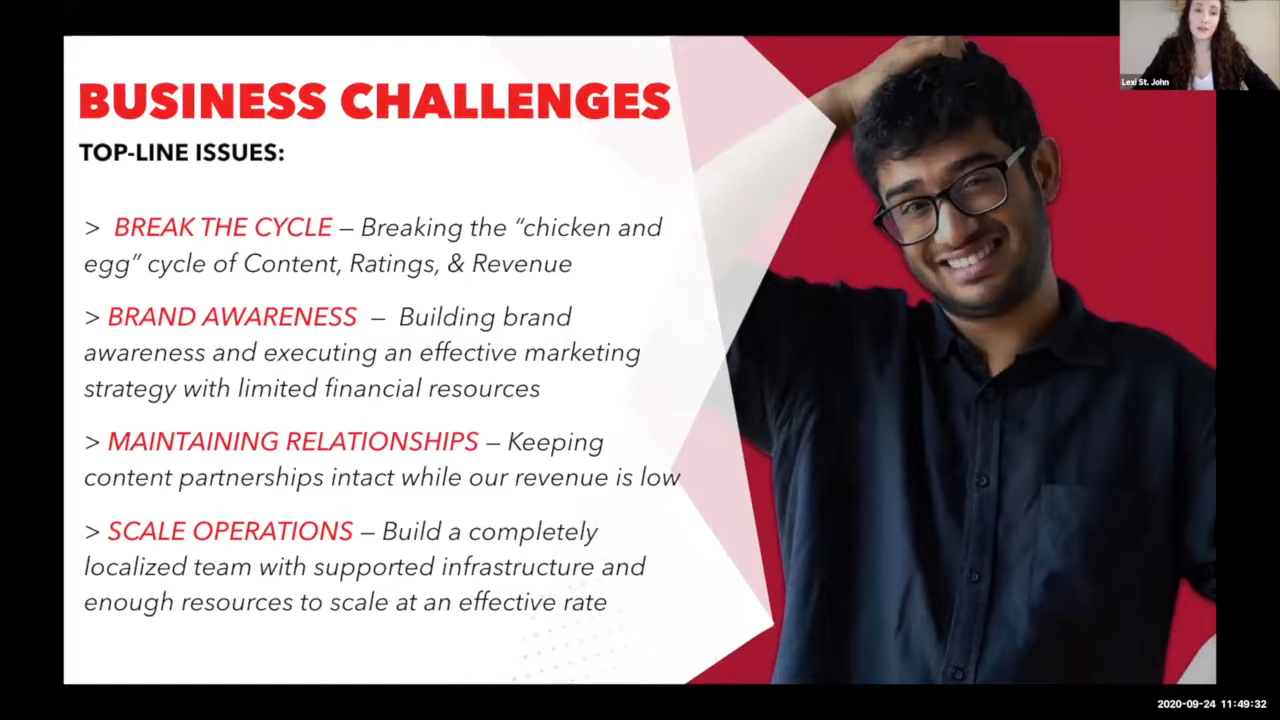 BUSINESS CHALLENGES
TOP-LINE ISSUES:
> BREAK THE CYCLE – Breaking the “chicken and
egg” cycle of Content, Ratings, & Revenue
> BRAND AWARENESS – Building brand
awareness and executing an effective marketing
strategy with limited financial resources
> MAINTAINING RELATIONSHIPS – Keeping
content partnerships intact while our revenue is low
> SCALE OPERATIONS – Build a completely
localized team with supported infrastructure and
enough resources to scale at an effective rate
Lexi St. John
2020-09-24 11:49:32